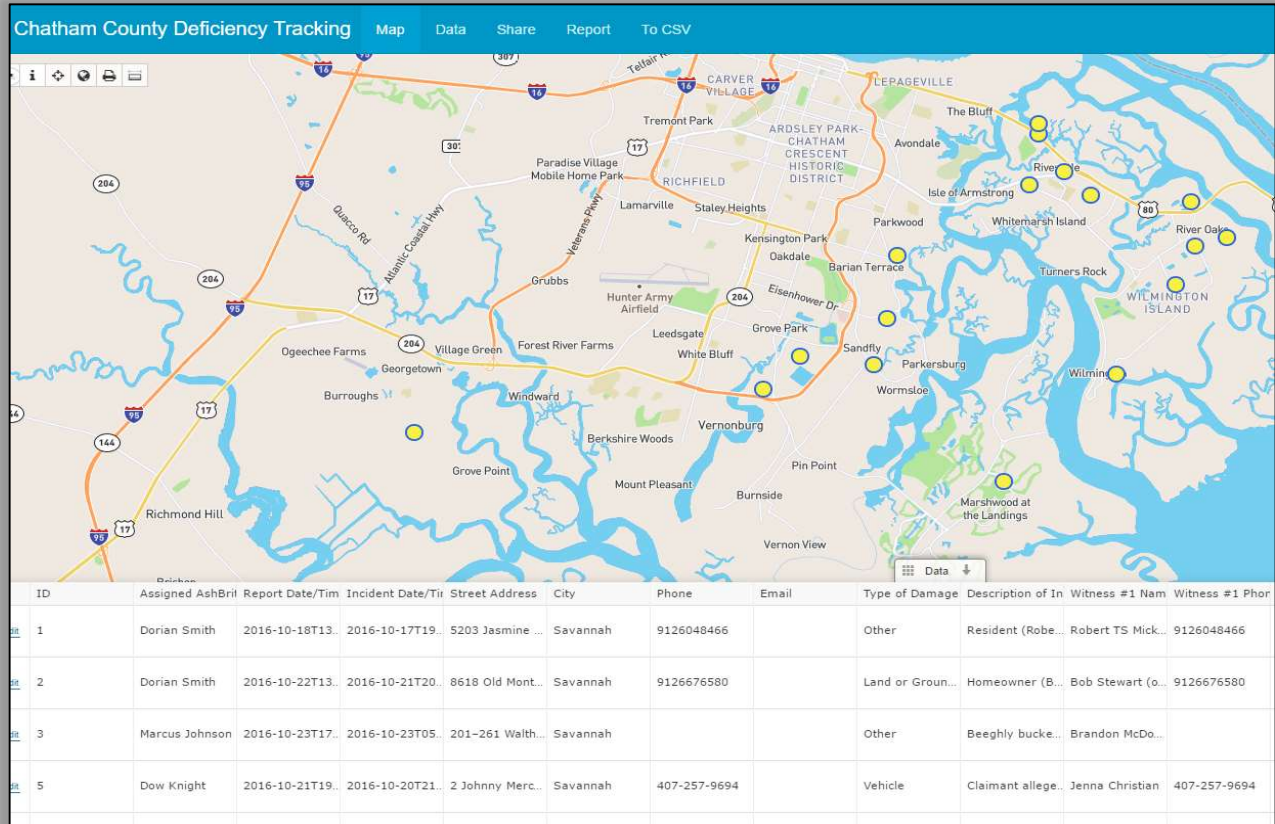 Chatham County Deficiency Tracking Map Data Share Report To CSV
307
Telfair
16
16
CARVER
VILLAGE
16
LEPAGEVILLE
The Bluff
Tremont Park
ARDSLEY PARK-
CHATHAM
CRESCENT
HISTORIC
DISTRICT
Avondale
17
Paradise Village
Mobile Home Park
RICHFIELD
204
95
Isle of Armstrong
Lamarville
Staley Heights
Parkwood
Whitemarsh Island
80
Quacco Rd
Atlantic Coastal Hwy
Veterans Pkwy
Kensington Park
Oakdale
Barian Terrace
Turners Rock
204
Grubbs
17
Hunter Army
Airfield
204
Eisenhower Dr
WILMINGTON
ISLAND
95
Leedsgate
Grove Park
Ogeechee Farms
204
Village Green
Forest River Farms
White Bluff
Sandfly
Georgetown
Parkersburg
Burroughs
Windward
Wormsloe
95
17
144
Berkshire Woods
Vernonburg
Grove Point
Pin Point
Mount Pleasant
Burnside
Marshwood at
the Landings
Richmond Hill
17
95
Vernon View
Data
ID Assigned AshBrit Report Date/Tim Incident Date/Tir Street Address City Phone Email Type of Damage Description of In Witness #1 Nam Witness #1 Phor
1 Dorian Smith 2016-10-18T13.. 2016-10-17T19.. 5203 Jasmine ... Savannah 9126048466 Other Resident (Robe... Robert TS Mick... 9126048466
2 Dorian Smith 2016-10-22T13.. 2016-10-21T20.. 8618 Old Mont... Savannah 9126676580 Land or Groun... Homeowner (B... Bob Stewart (o... 9126676580
3 Marcus Johnson 2016-10-23T17.. 2016-10-23T05.. 201–261 Walth... Savannah Other Beeghly bucke... Brandon McDo...
5 Dow Knight 2016-10-21T19.. 2016-10-20T21.. 2 Johnny Merc... Savannah 407-257-9694 Vehicle Claimant allege.. Jenna Christian 407-257-9694